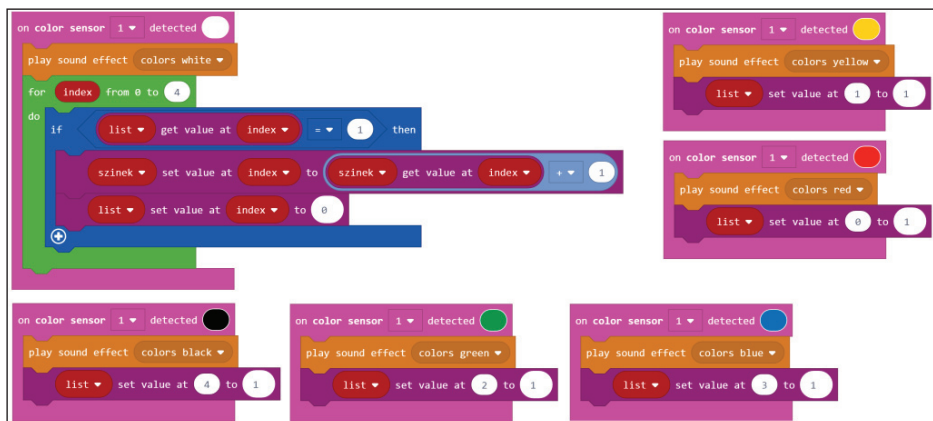 on color sensor 1 detected
play sound effect colors white
for index from 0 to 4
do
if list get value at index = 1 then
szinek set value at index to szinek get value at index + 1
list set value at index to 0
on color sensor 1 detected
play sound effect colors yellow
list set value at 1 to 1
on color sensor 1 detected
play sound effect colors red
list set value at 0 to 1
on color sensor 1 detected
play sound effect colors black
list set value at 4 to 1
on color sensor 1 detected
play sound effect colors green
list set value at 2 to 1
on color sensor 1 detected
play sound effect colors blue
list set value at 3 to 1